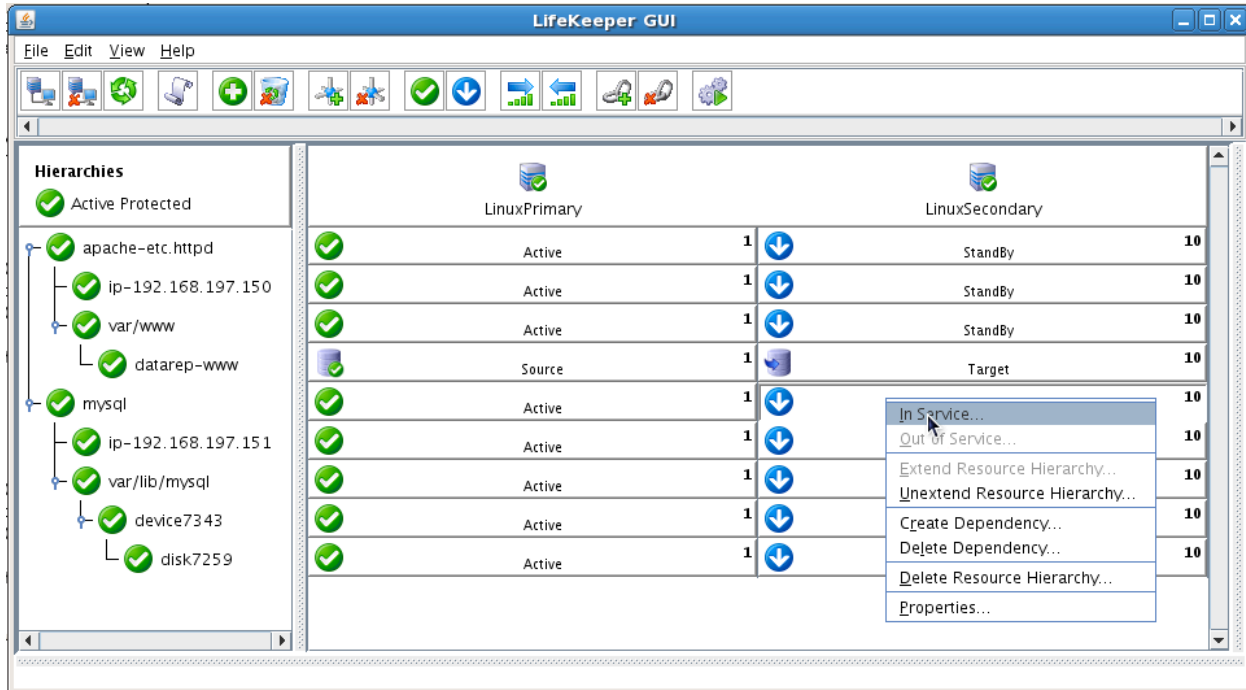 LifeKeeper GUI
File Edit View Help
Hierarchies
Active Protected
LinuxPrimary LinuxSecondary
apache-etc.httpd Active 1 StandBy 10
ip-192.168.197.150 Active 1 StandBy 10
var/www Active 1 StandBy 10
datarep-www Source 1 Target 10
mysql Active 1 10
ip-192.168.197.151 Active 1 10
var/lib/mysql Active 1 10
device7343 Active 1 10
disk7259 Active 1 10
In Service...
Out of Service...
Extend Resource Hierarchy...
Unextend Resource Hierarchy...
Create Dependency...
Delete Dependency...
Delete Resource Hierarchy...
Properties...